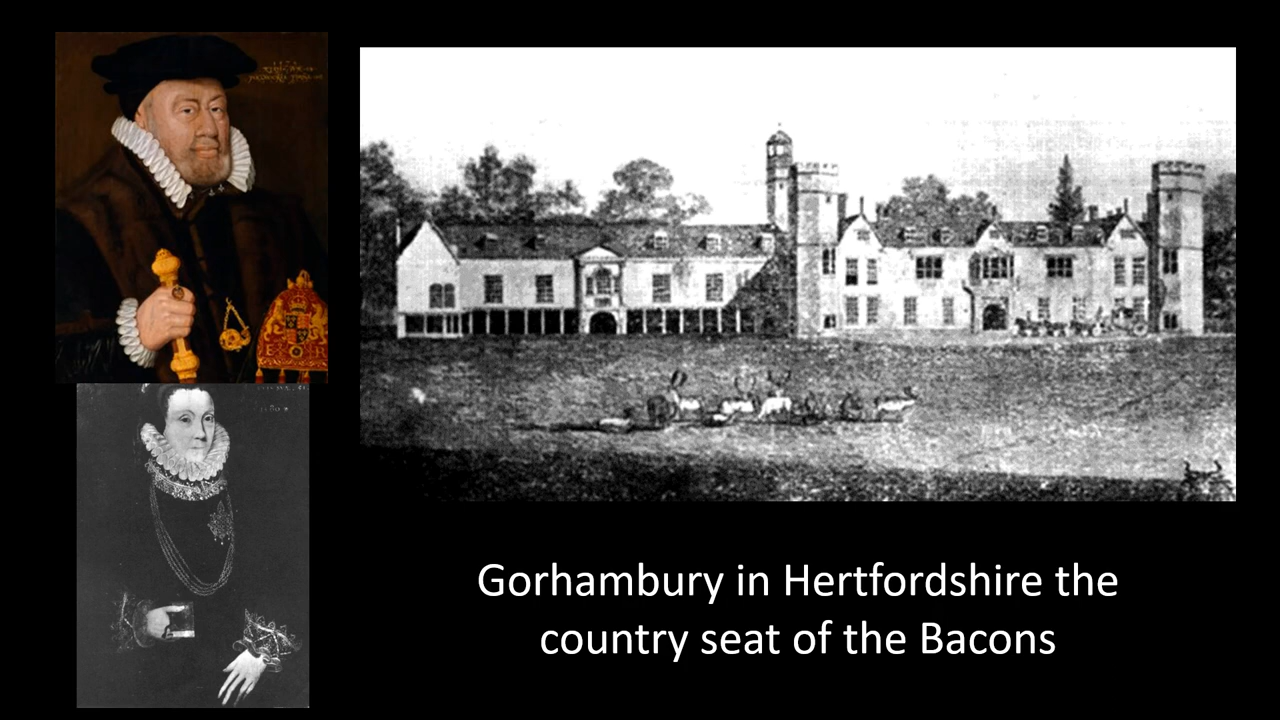 E R
Gorhambury in Hertfordshire the
country seat of the Bacons